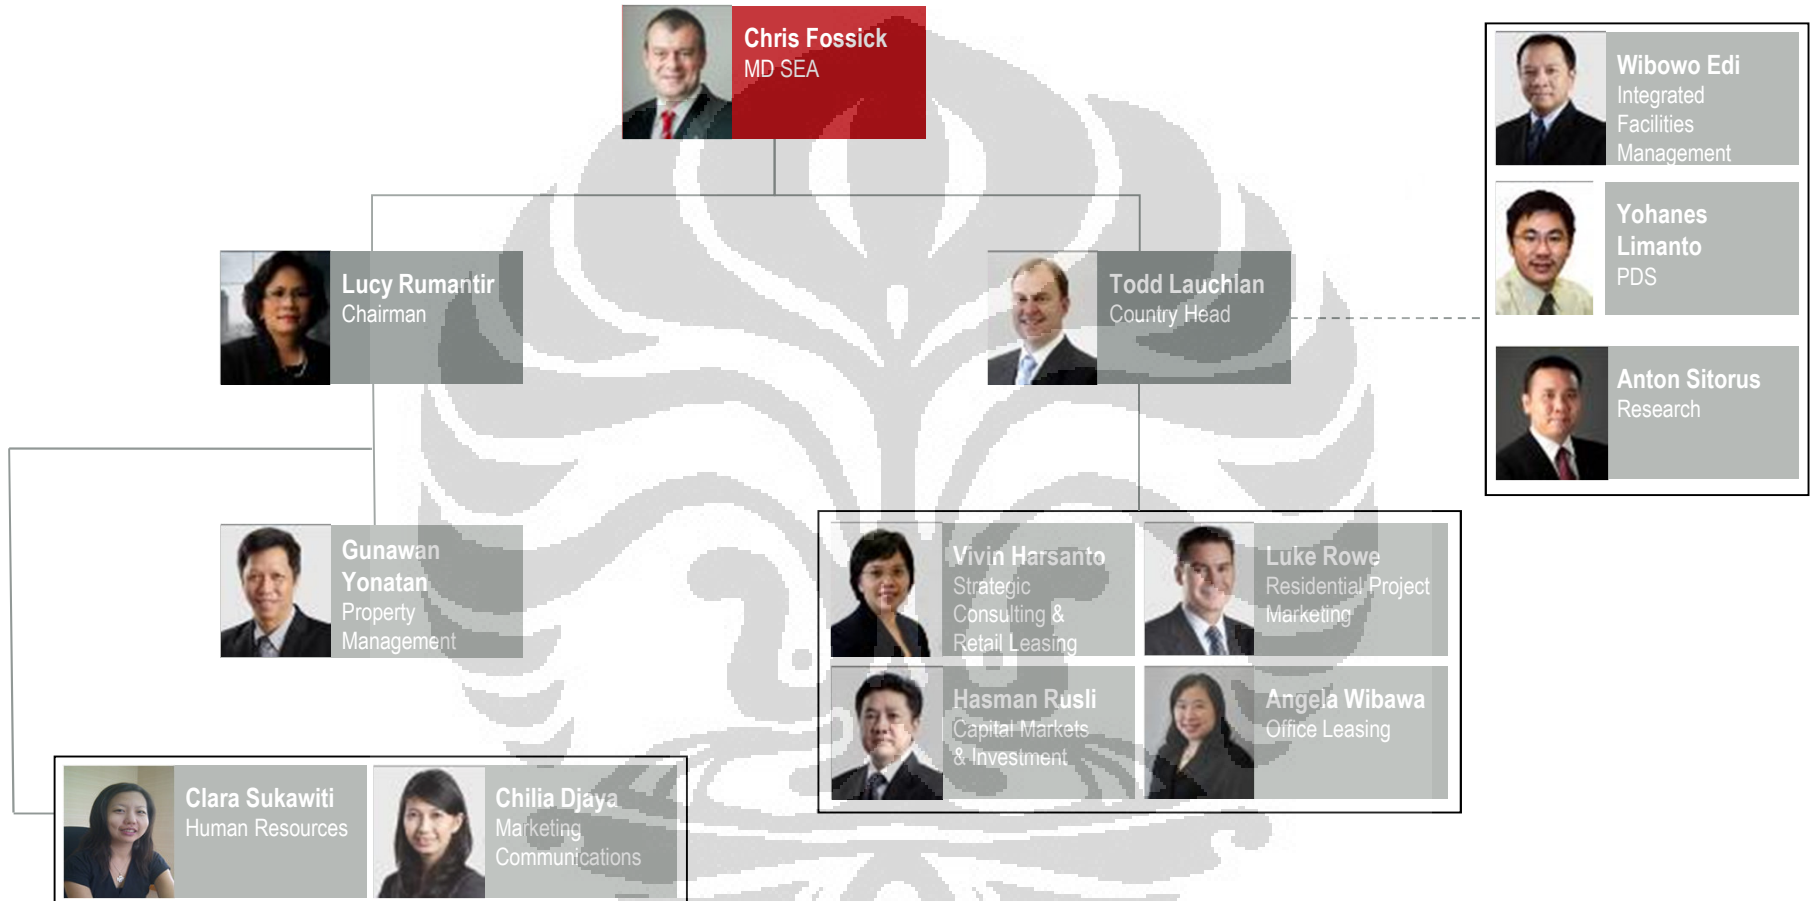 Chris Fossick
MD SEA
Wibowo Edi
Integrated
Facilities
Management
Yohanes
Limanto
PDS
Anton Sitorus
Research
Lucy Rumantir
Chairman
Todd Lauchlan
Country Head
Gunawan
Yonatan
Property
Management
Vivin Harsanto
Strategic
Consulting &
Retail Leasing
Luke Rowe
Residential Project
Marketing
Hasman Rusli
Capital Markets
& Investment
Angela Wibawa
Office Leasing
Clara Sukawiti
Human Resources
Chilia Djaya
Marketing
Communications